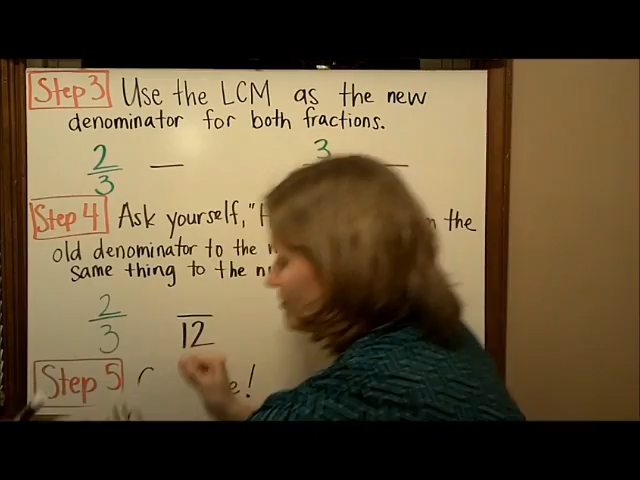 Step 3 Use the LCM as the new
denominator for both fractions.
2/3 — 3 —
Step 4 Ask yourself, " the
old denominator to the
same thing to the
2/3 —/12
Step 5 !